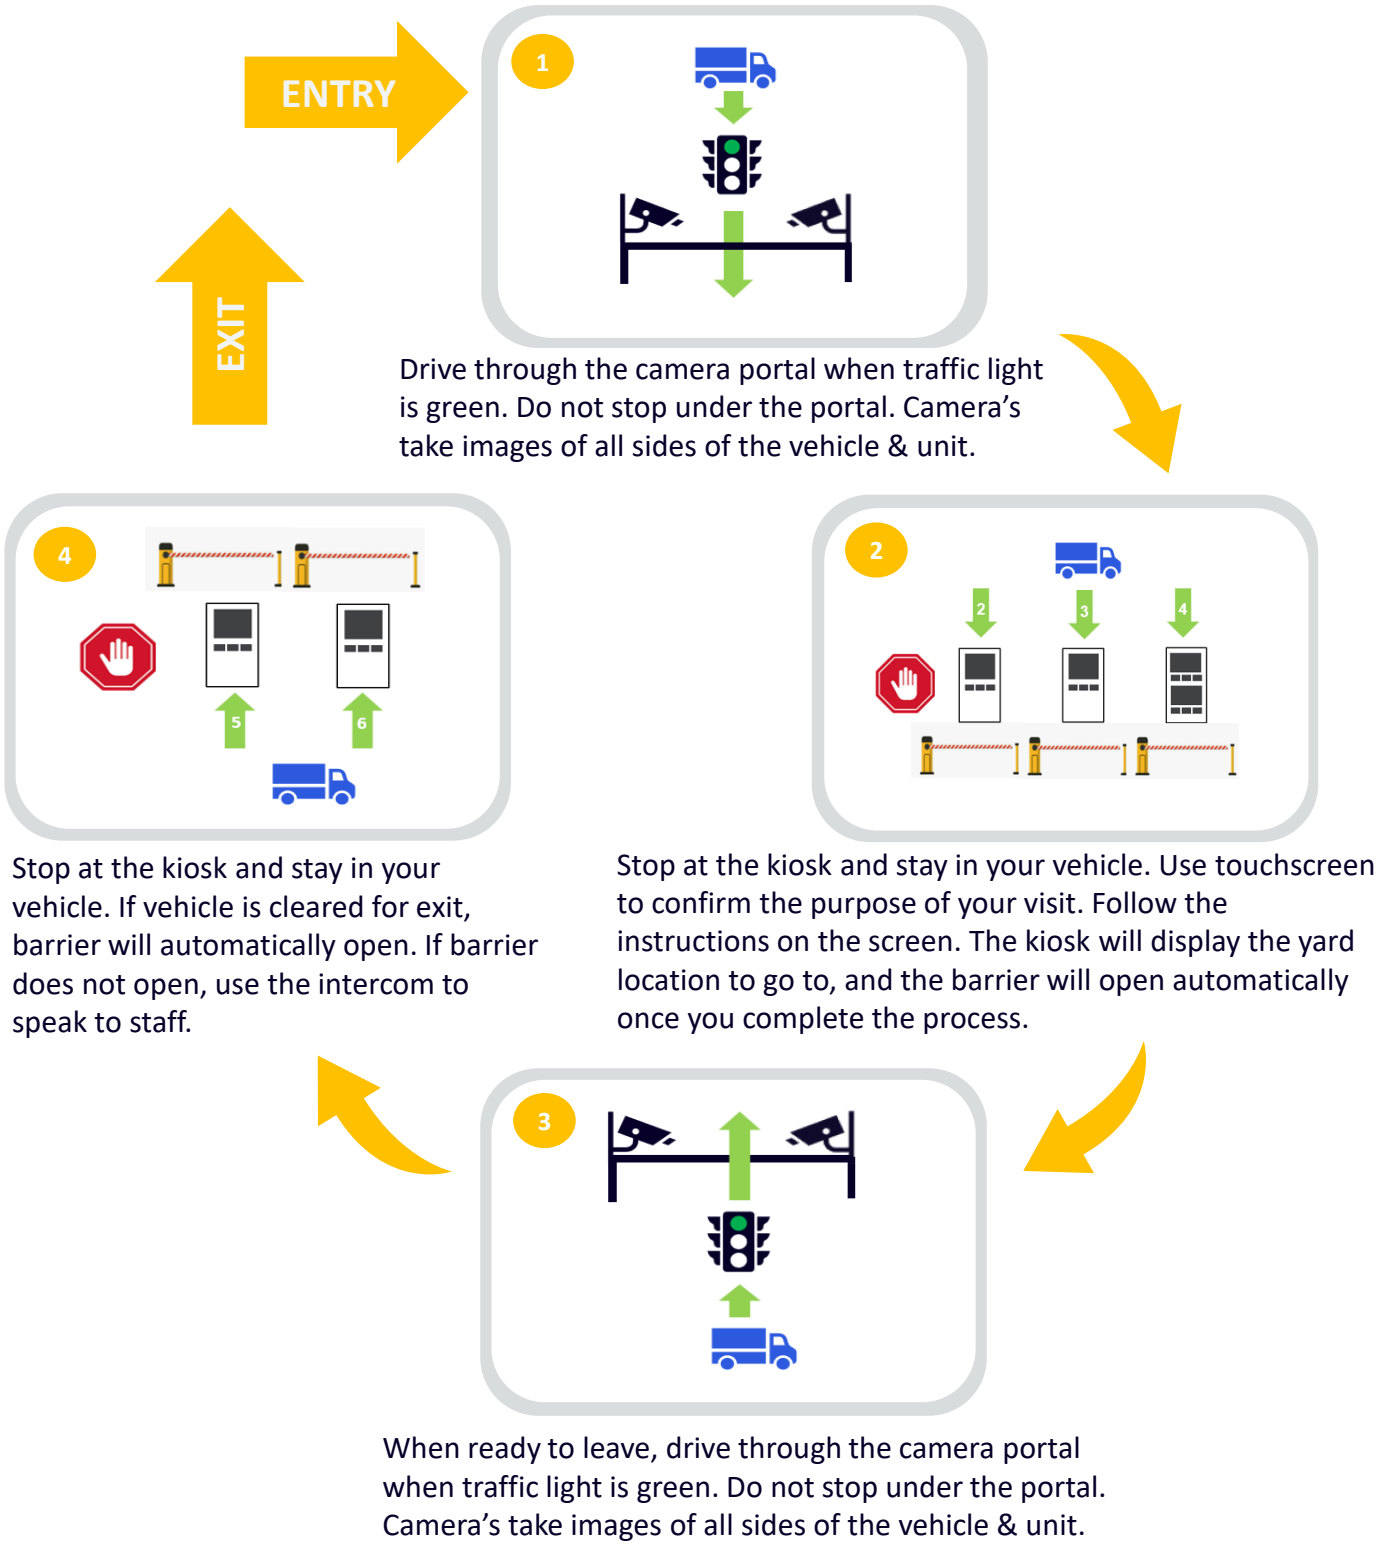 ENTRY
1
EXIT
Drive through the camera portal when traffic light
is green. Do not stop under the portal. Camera's
take images of all sides of the vehicle & unit.
2
2
3
4
Stop at the kiosk and stay in your vehicle. Use touchscreen
to confirm the purpose of your visit. Follow the
instructions on the screen. The kiosk will display the yard
location to go to, and the barrier will open automatically
once you complete the process.
3
When ready to leave, drive through the camera portal
when traffic light is green. Do not stop under the portal.
Camera's take images of all sides of the vehicle & unit.
4
5
6
Stop at the kiosk and stay in your
vehicle. If vehicle is cleared for exit,
barrier will automatically open. If barrier
does not open, use the intercom to
speak to staff.